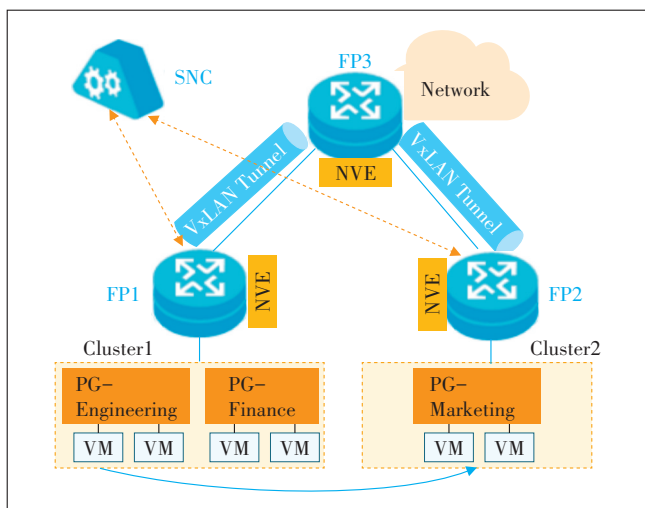 SNC
FP3
Network
NVE
VxLAN Tunnel
VxLAN Tunnel
FP1
NVE
NVE
FP2
Cluster1
Cluster2
PG-
Engineering
PG-
Finance
PG-
Marketing
VM
VM
VM
VM
VM
VM